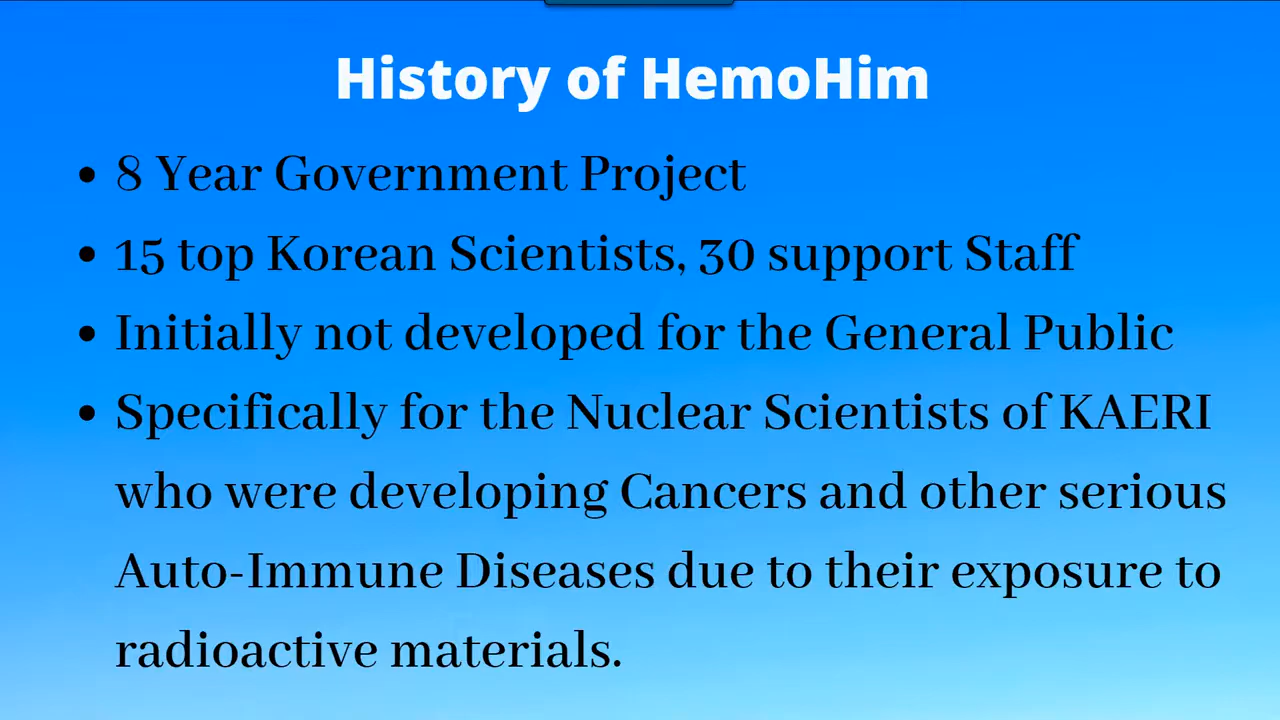 History of HemoHim
• 8 Year Government Project
• 15 top Korean Scientists, 30 support Staff
• Initially not developed for the General Public
• Specifically for the Nuclear Scientists of KAERI
who were developing Cancers and other serious
Auto-Immune Diseases due to their exposure to
radioactive materials.